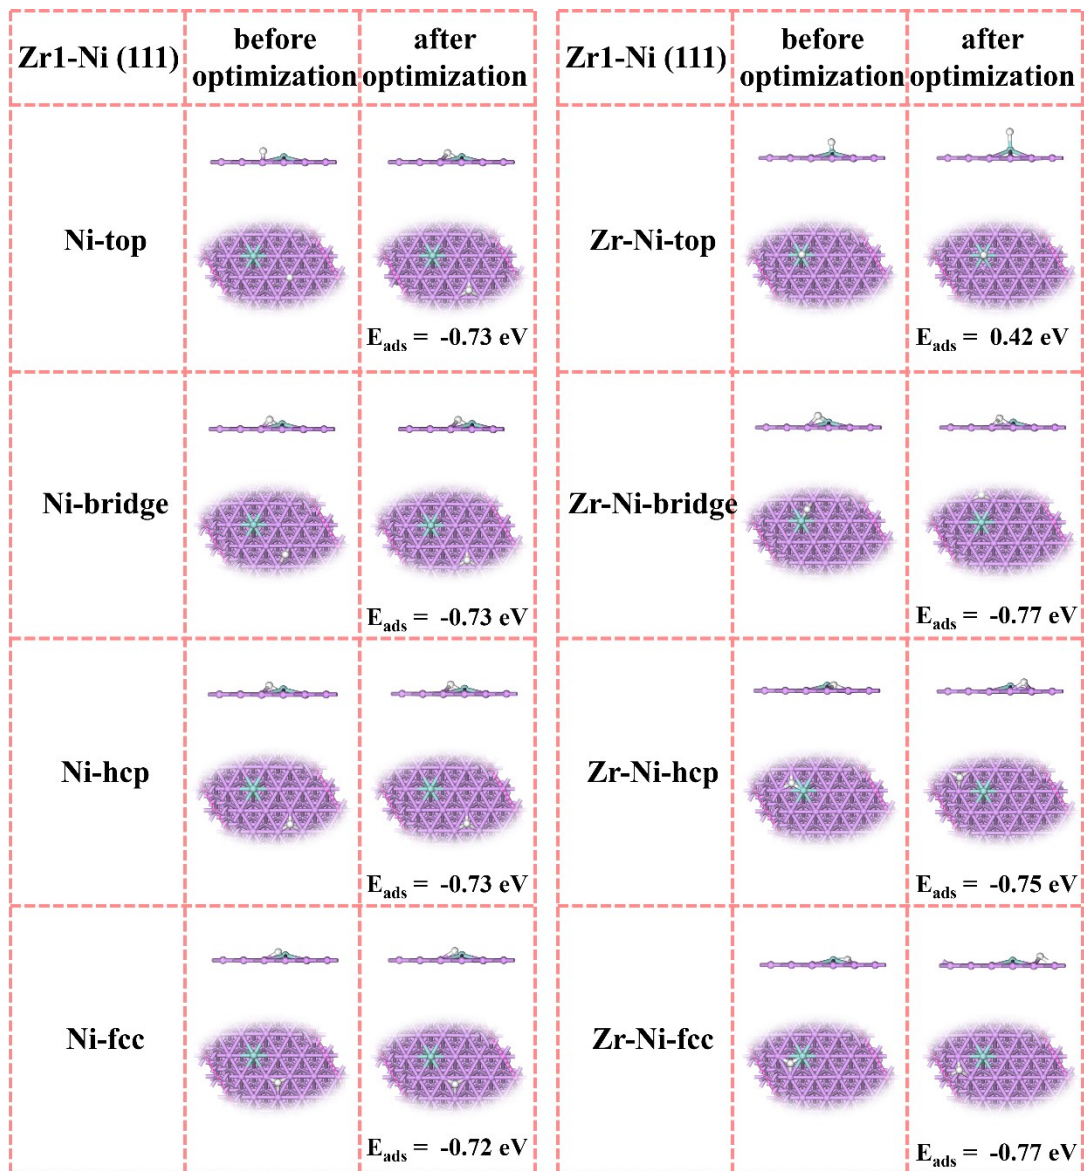 Zr1-Ni (111)
before
optimization
after
optimization
Zr1-Ni (111)
before
optimization
after
optimization
Ni-top
E_ads = -0.73 eV
Zr-Ni-top
E_ads = 0.42 eV
Ni-bridge
E_ads = -0.73 eV
Zr-Ni-bridge
E_ads = -0.77 eV
Ni-hcp
E_ads = -0.73 eV
Zr-Ni-hcp
E_ads = -0.75 eV
Ni-fcc
E_ads = -0.72 eV
Zr-Ni-fcc
E_ads = -0.77 eV